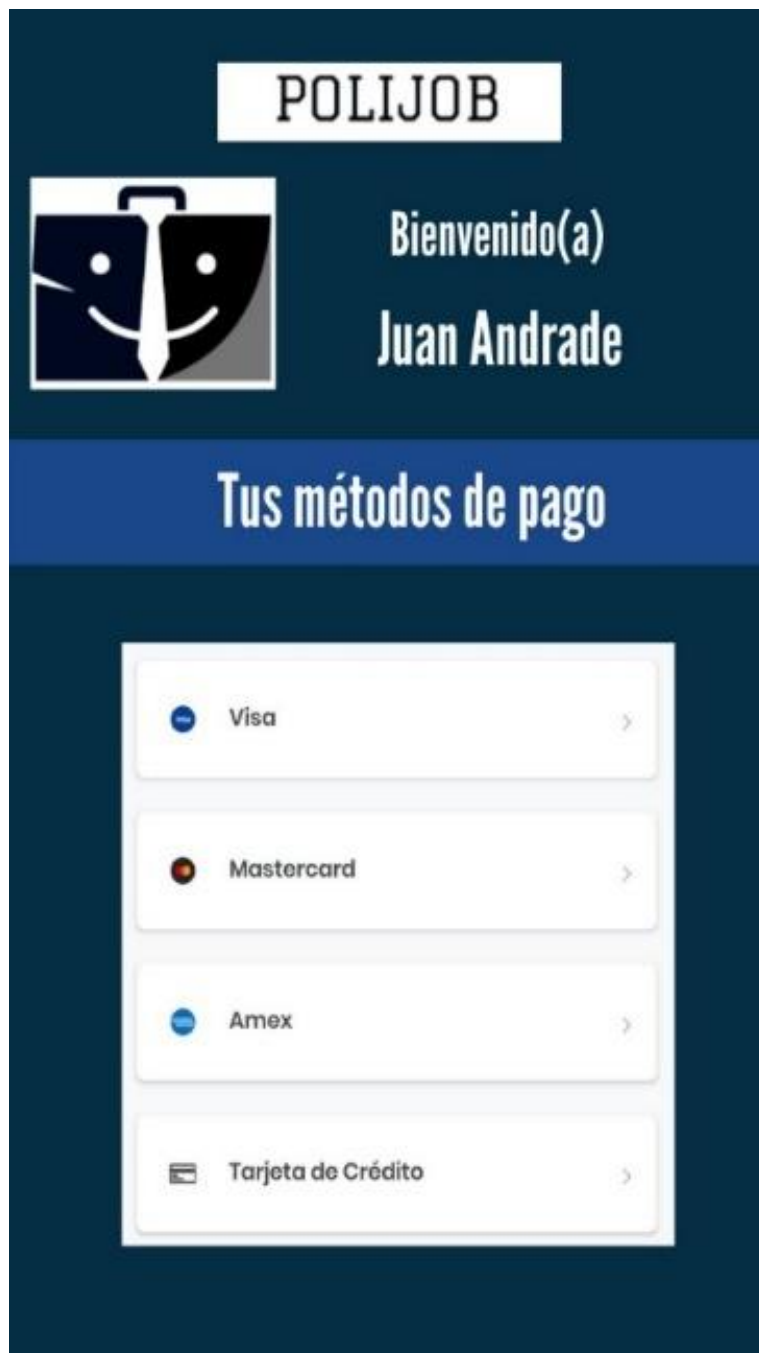 POLIJOB
Bienvenido(a)
Juan Andrade
Tus métodos de pago
Visa
Mastercard
Amex
Tarjeta de Crédito